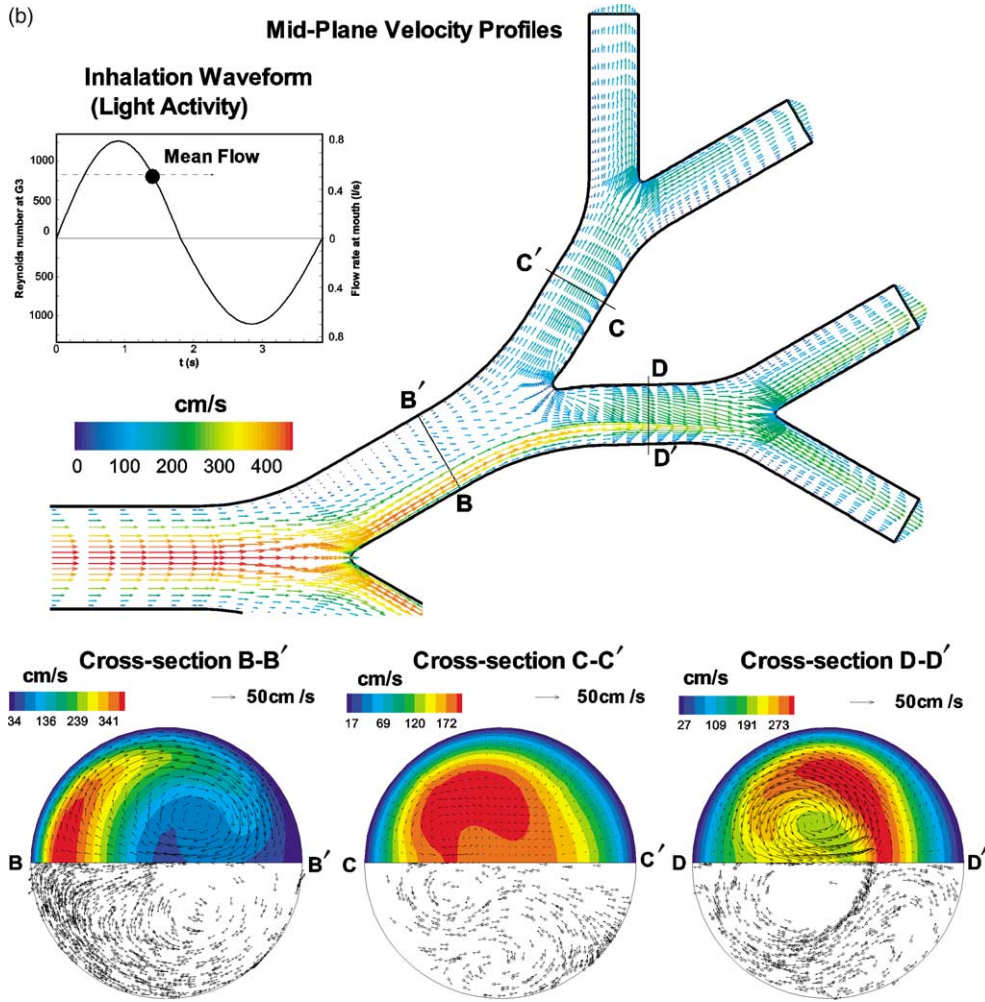 (b)
Mid-Plane Velocity Profiles
Inhalation Waveform
(Light Activity)
Mean Flow
Reynolds number at G3
1000
500
0
500
1000
Flow rate at mouth (l/s)
0.8
0.4
0
0.4
0.8
0 1 2 3
t (s)
cm/s
0 100 200 300 400
B′
B
C′
C
D
D′
Cross-section B-B′
cm/s
34 136 239 341
50cm /s
B B′
Cross-section C-C′
cm/s
17 69 120 172
50cm /s
C C′
Cross-section D-D′
cm/s
27 109 191 273
50cm /s
D D′